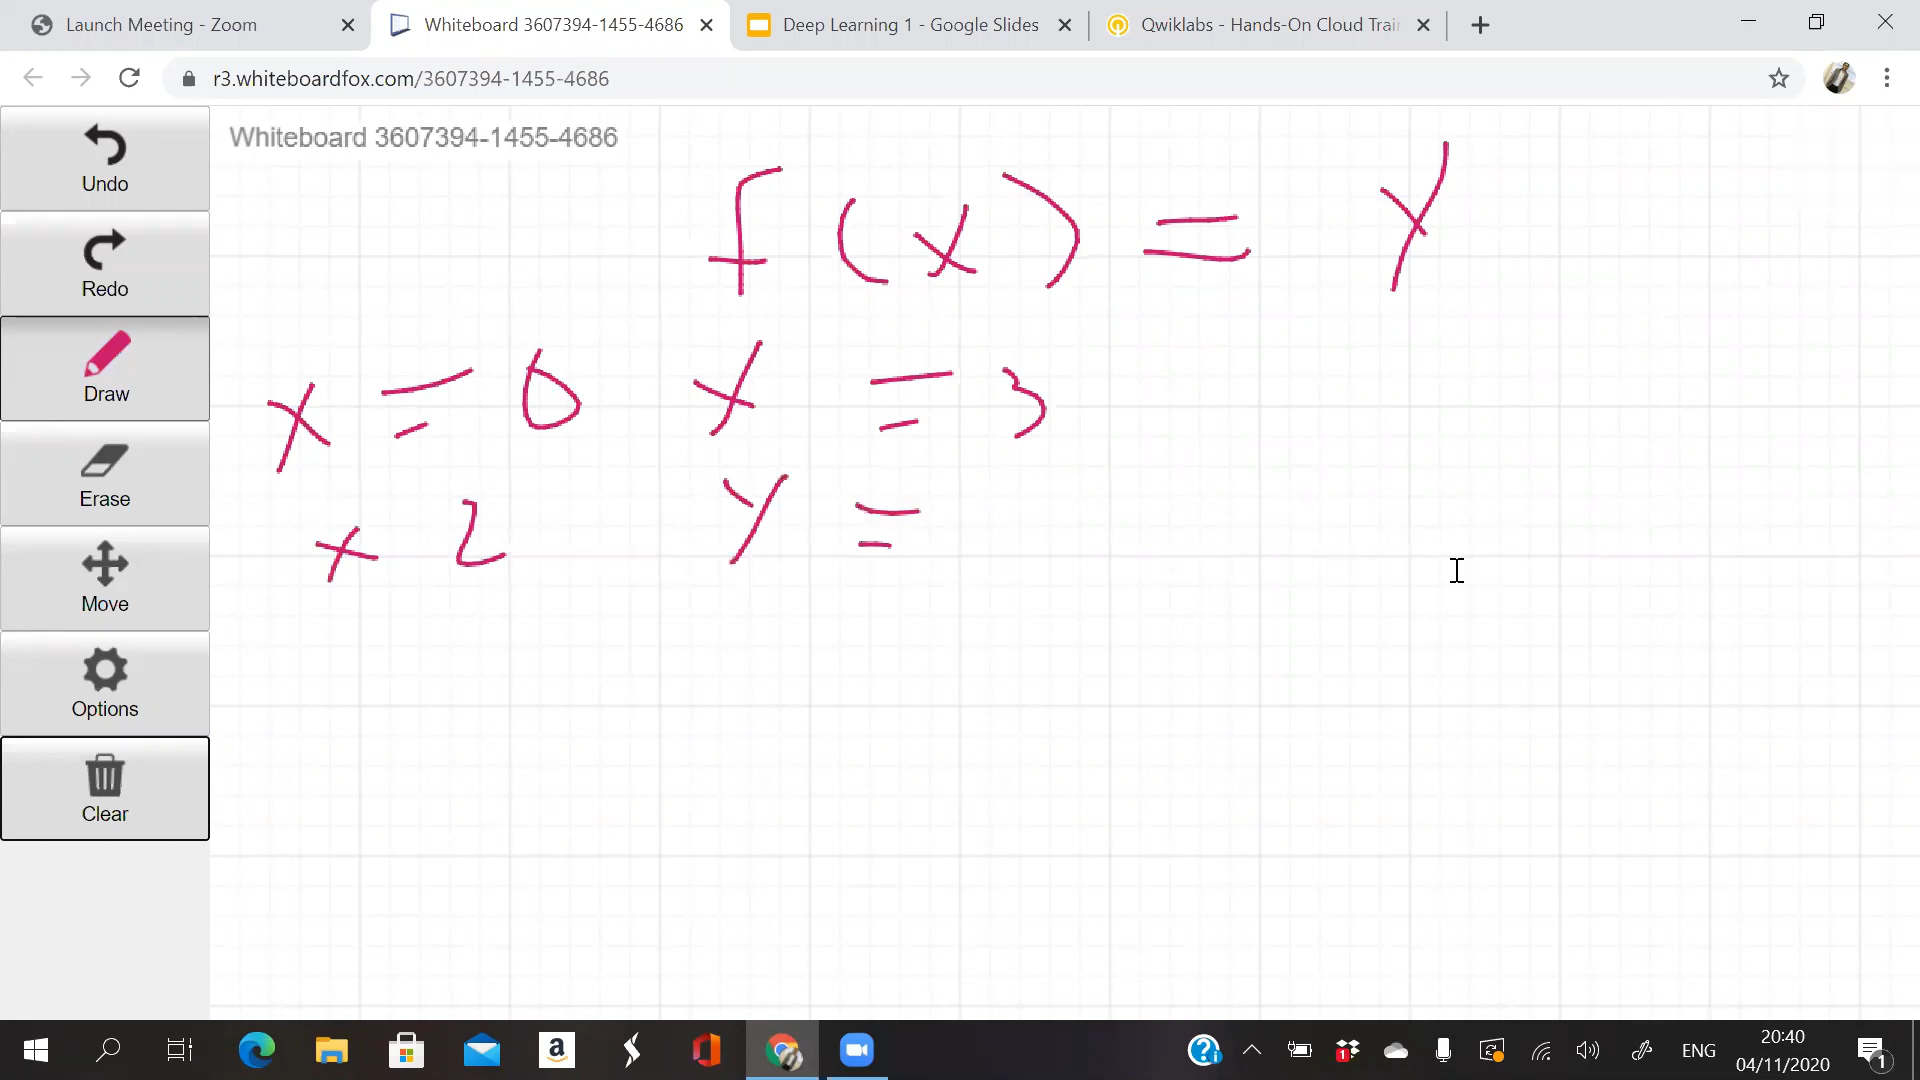 Launch Meeting - Zoom
Whiteboard 3607394-1455-4686
Deep Learning 1 - Google Slides
Qwiklabs - Hands-On Cloud Trai
r3.whiteboardfox.com/3607394-1455-4686
Whiteboard 3607394-1455-4686
Undo
Redo
Draw
Erase
Move
Options
Clear
f(x) = y
x = 0 x = 3
x 2 y =
ENG
20:40
04/11/2020
1
1